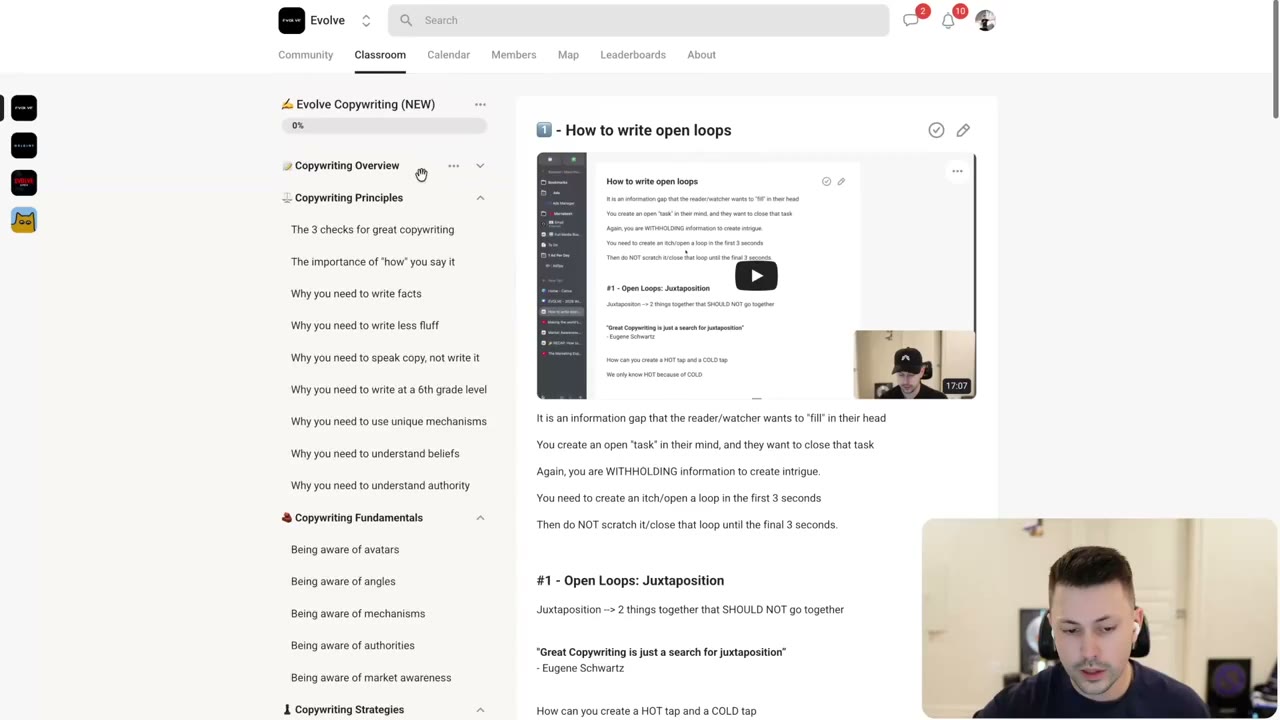 Evolve
Search
2
10
Community
Classroom
Calendar
Members
Map
Leaderboards
About
Evolve Copywriting (NEW)
0%
Copywriting Overview
Copywriting Principles
The 3 checks for great copywriting
The importance of "how" you say it
Why you need to write facts
Why you need to write less fluff
Why you need to speak copy, not write it
Why you need to write at a 6th grade level
Why you need to use unique mechanisms
Why you need to understand beliefs
Why you need to understand authority
Copywriting Fundamentals
Being aware of avatars
Being aware of angles
Being aware of mechanisms
Being aware of authorities
Being aware of market awareness
Copywriting Strategies
1 - How to write open loops
How to write open loops
It is an information gap that the reader/watcher wants to "fill" in their head
You create an open "task" in their mind, and they want to close that task
Again, you are WITHHOLDING information to create intrigue.
You need to create an itch/open a loop in the first 3 seconds
Then do NOT scratch it/close that loop until the final 3 seconds.
#1 - Open Loops: Juxtaposition
Juxtaposition --> 2 things together that SHOULD NOT go together
"Great Copywriting is just a search for juxtaposition"
- Eugene Schwartz
How can you create a HOT tap and a COLD tap
We only know HOT because of COLD
17:07
It is an information gap that the reader/watcher wants to "fill" in their head
You create an open "task" in their mind, and they want to close that task
Again, you are WITHHOLDING information to create intrigue.
You need to create an itch/open a loop in the first 3 seconds
Then do NOT scratch it/close that loop until the final 3 seconds.
#1 - Open Loops: Juxtaposition
Juxtaposition --> 2 things together that SHOULD NOT go together
"Great Copywriting is just a search for juxtaposition"
- Eugene Schwartz
How can you create a HOT tap and a COLD tap